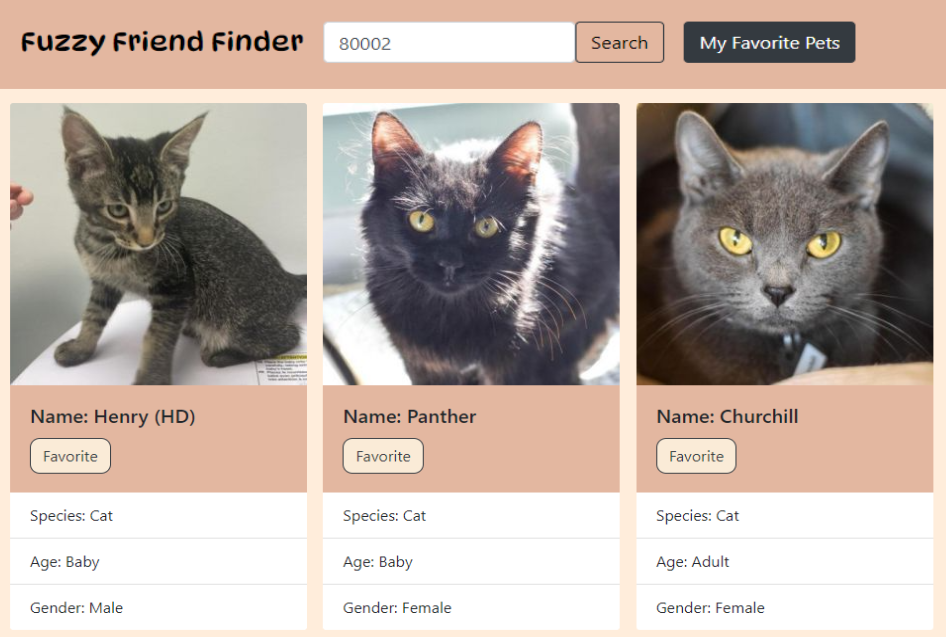 Fuzzy Friend Finder
80002
Search
My Favorite Pets
Name: Henry (HD)
Favorite
Species: Cat
Age: Baby
Gender: Male
Name: Panther
Favorite
Species: Cat
Age: Baby
Gender: Female
Name: Churchill
Favorite
Species: Cat
Age: Adult
Gender: Female